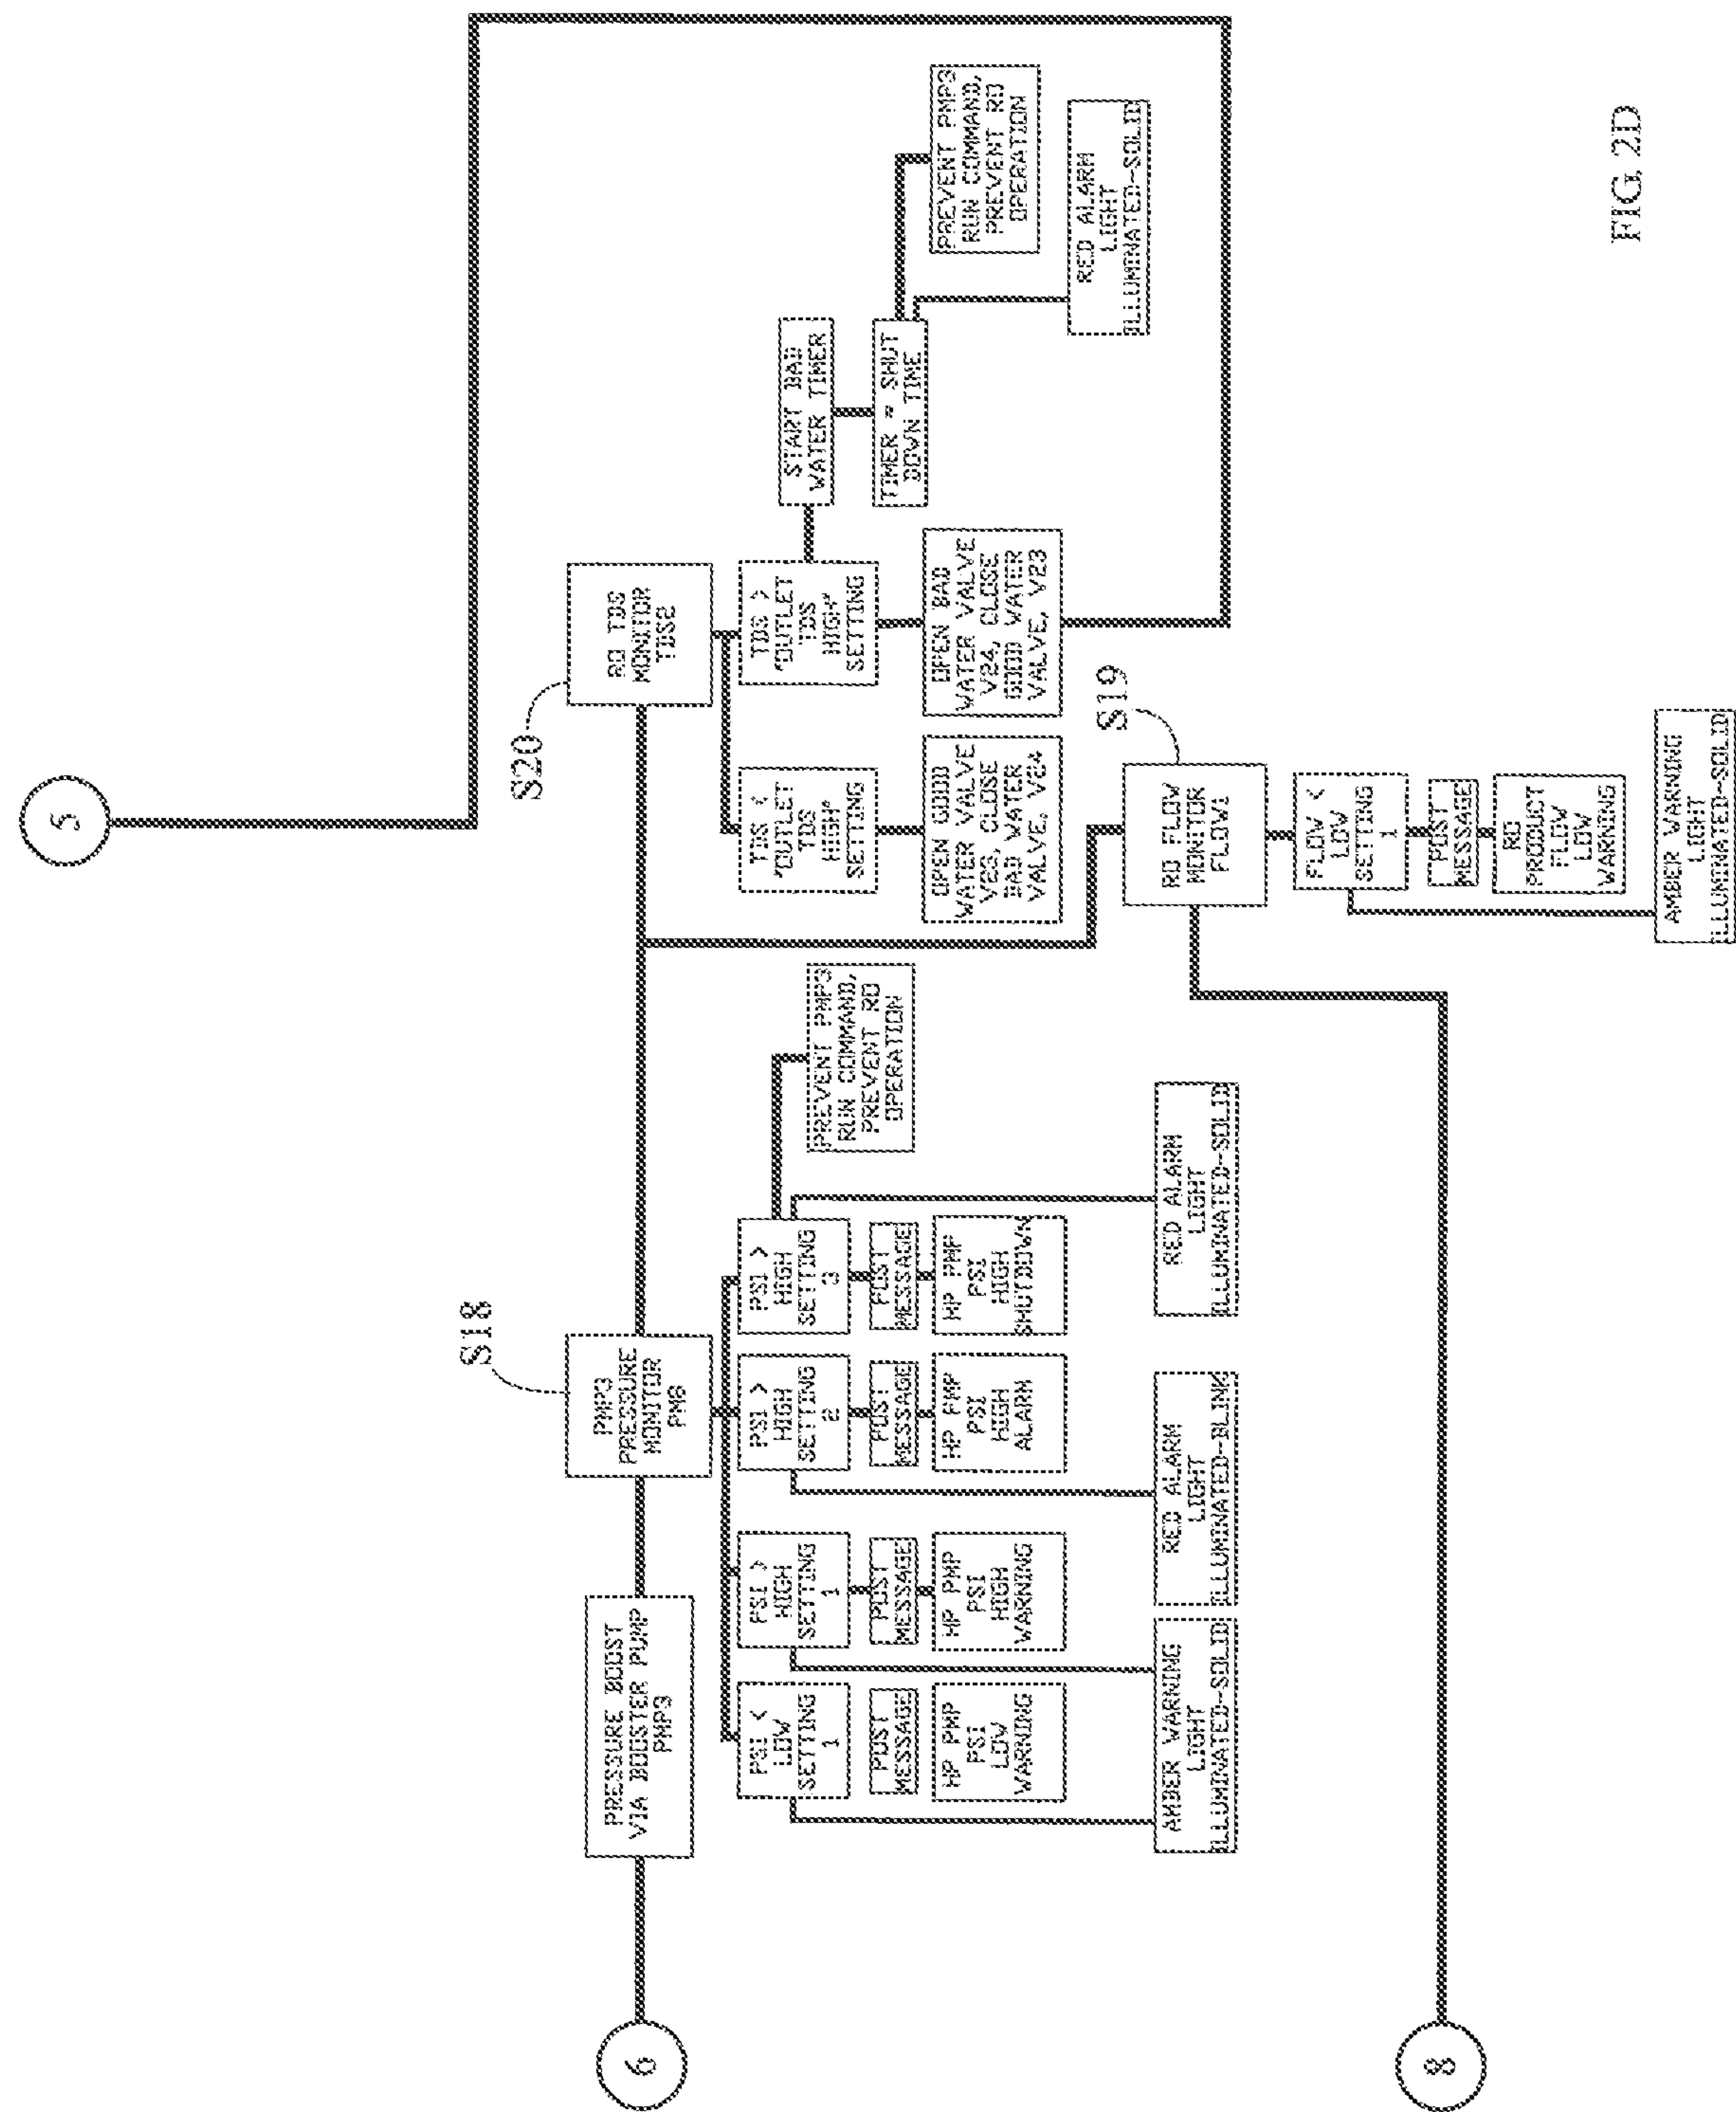 5
S20
RO TDS
MONITOR
TDS2
START BAD
WATER TIMER
TIMER = SHUT
DOWN TIME
PREVENT PMP3
RUN COMMAND,
PREVENT RO
OPERATION
RED ALARM
LIGHT
ILLUMINATED-SOLID
TDS <
"OUTLET
TDS
HIGH"
SETTING
TDS >
"OUTLET
TDS
HIGH"
SETTING
OPEN GOOD
WATER VALVE
V23, CLOSE
BAD WATER
VALVE, V24
OPEN BAD
WATER VALVE
V24, CLOSE
GOOD WATER
VALVE, V23
S19
RO FLOW
MONITOR
FLOW1
FLOW <
LOW
SETTING
1
POST
MESSAGE
RO
PRODUCT
FLOW
LOW
WARNING
AMBER WARNING
LIGHT
ILLUMINATED-SOLID
6
PRESSURE BOOST
VIA BOOSTER PUMP
PMP3
S18
PMP3
PRESSURE
MONITOR
PM8
PSI <
LOW
SETTING
1
PSI >
HIGH
SETTING
1
PSI >
HIGH
SETTING
2
PSI >
HIGH
SETTING
3
PREVENT PMP3
RUN COMMAND,
PREVENT RO
OPERATION
POST
MESSAGE
POST
MESSAGE
POST
MESSAGE
POST
MESSAGE
HP PMP
PSI
LOW
WARNING
HP PMP
PSI
HIGH
WARNING
HP PMP
PSI
HIGH
ALARM
HP PMP
PSI
HIGH
SHUTDOWN
AMBER WARNING
LIGHT
ILLUMINATED-SOLID
RED ALARM
LIGHT
ILLUMINATED-BLINK
RED ALARM
LIGHT
ILLUMINATED-SOLID
8
FIG. 2D